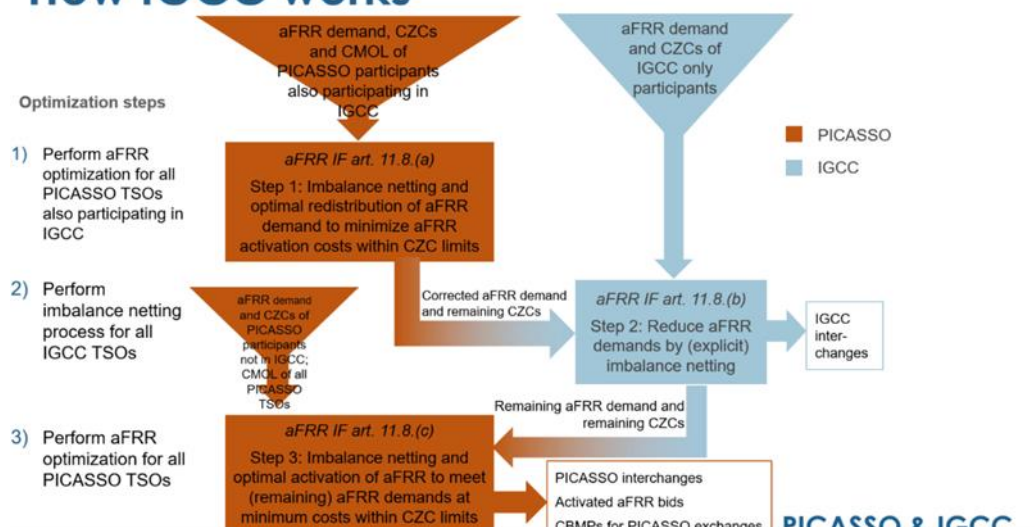 How IGCC works
aFRR demand, CZCs
and CMOL of
PICASSO participants
also participating in
IGCC
aFRR demand
and CZCs of
IGCC only
participants
Optimization steps
PICASSO
IGCC
1) Perform aFRR
optimization for all
PICASSO TSOs
also participating in
IGCC
aFRR IF art. 11.8.(a)
Step 1: Imbalance netting and
optimal redistribution of aFRR
demand to minimize aFRR
activation costs within CZC limits
2) Perform
imbalance netting
process for all
IGCC TSOs
aFRR demand
and CZCs of
PICASSO
participants
not in IGCC;
CMOL of all
PICASSO
TSOs
Corrected aFRR demand
and remaining CZCs
aFRR IF art. 11.8.(b)
Step 2: Reduce aFRR
demands by (explicit)
imbalance netting
IGCC
inter-
changes
Remaining aFRR demand and
remaining CZCs
3) Perform aFRR
optimization for all
PICASSO TSOs
aFRR IF art. 11.8.(c)
Step 3: Imbalance netting and
optimal activation of aFRR to meet
(remaining) aFRR demands at
minimum costs within CZC limits
PICASSO interchanges
Activated aFRR bids
CBMPs for PICASSO exchanges
PICASSO & IGCC